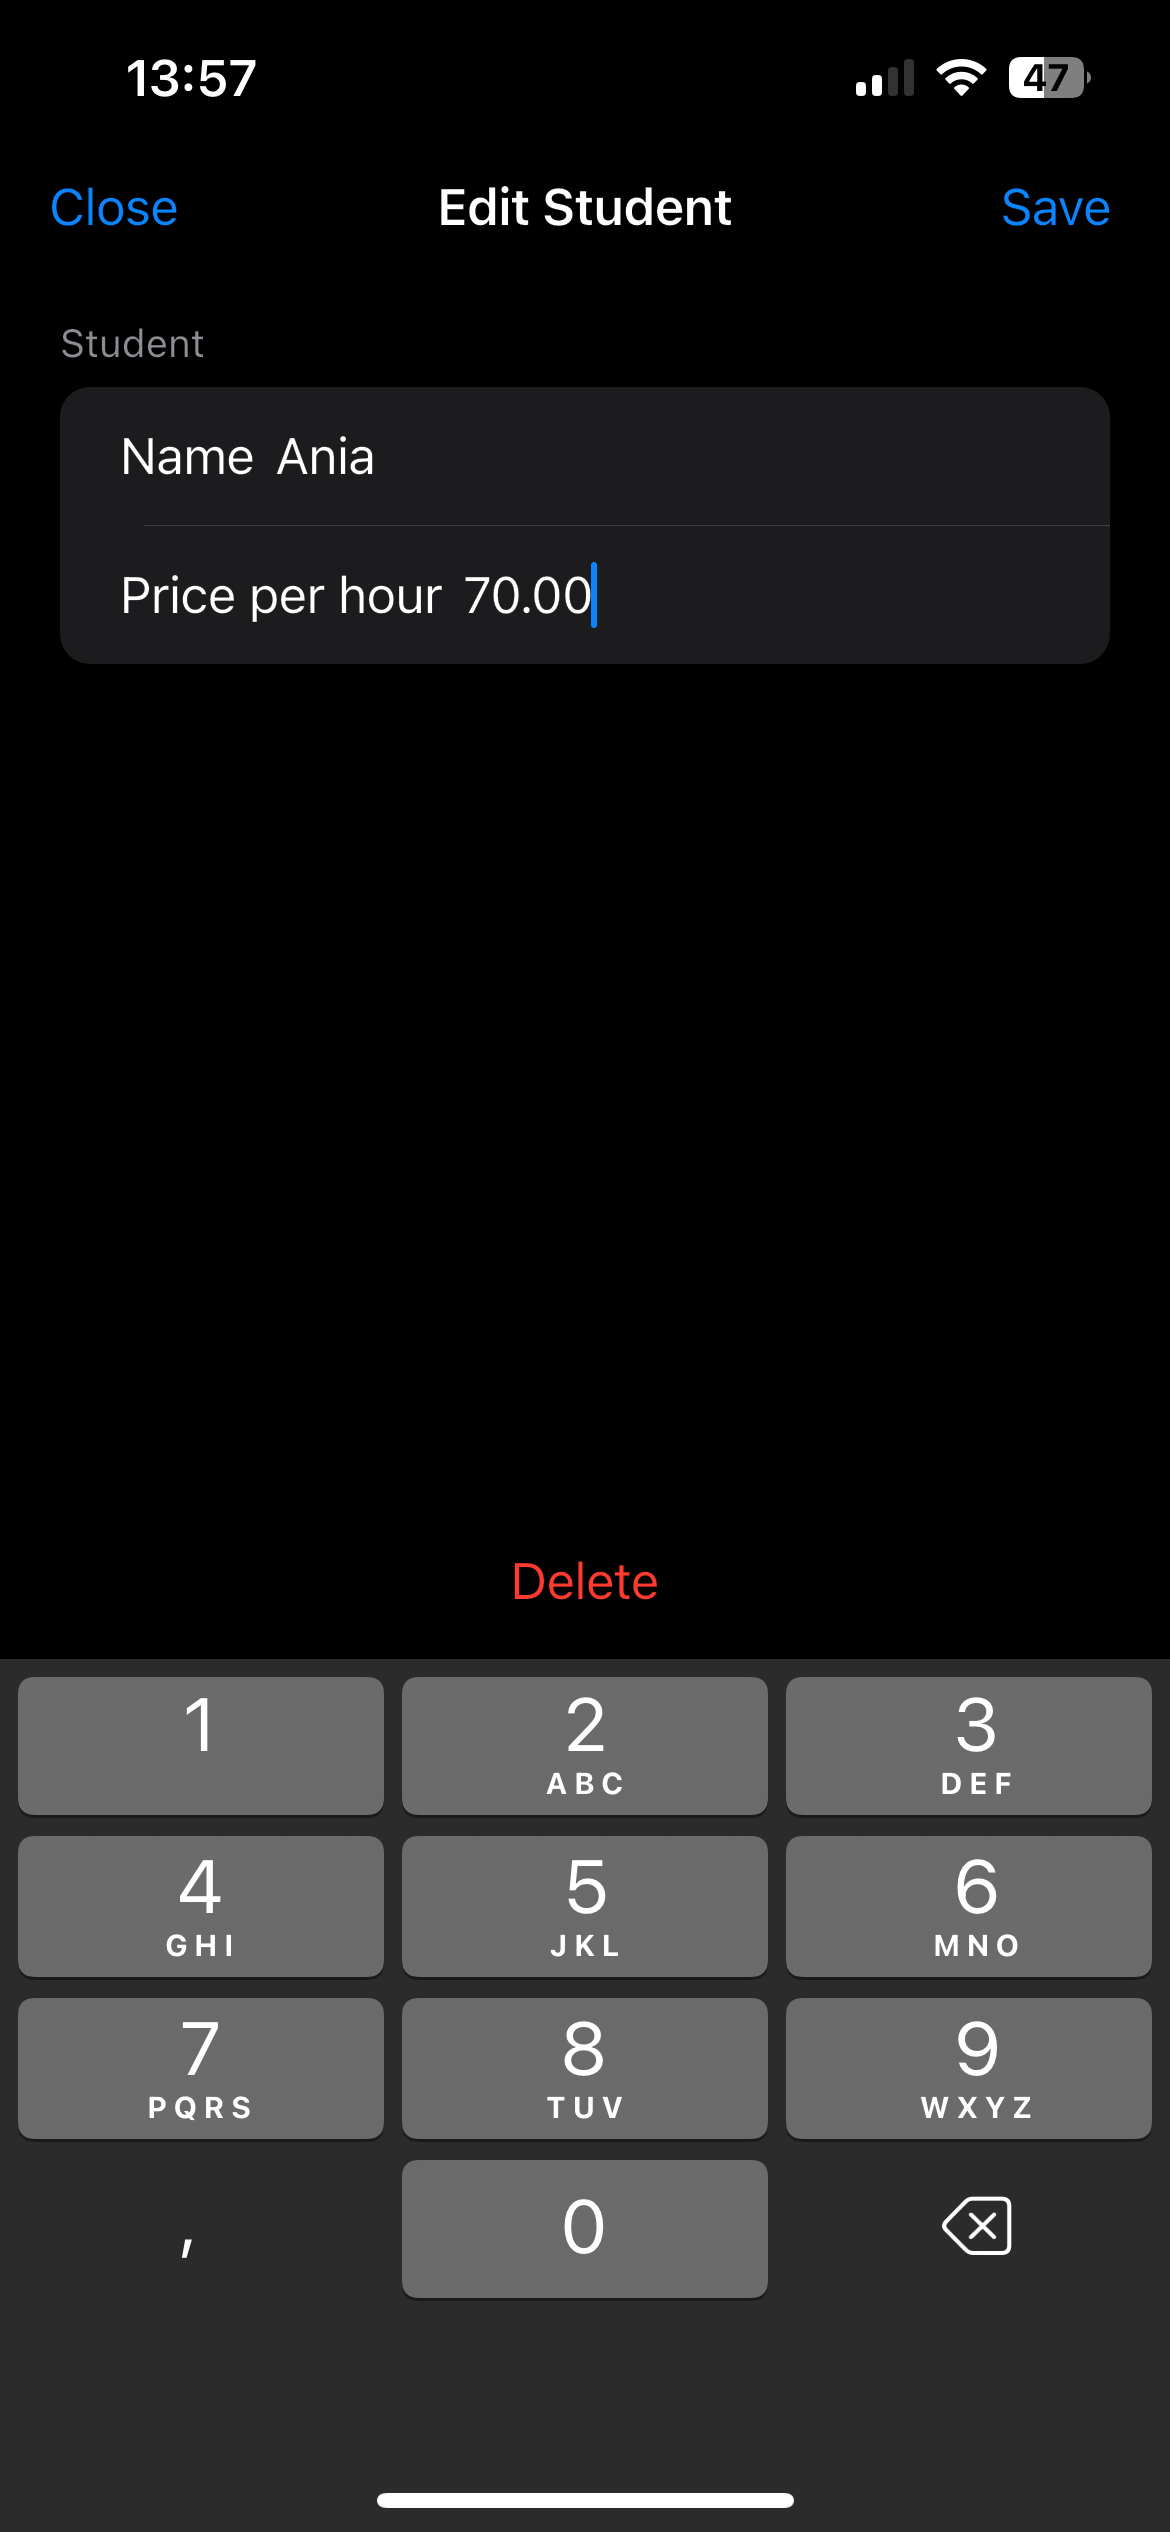 13:57 47
Close Edit Student Save
Student
Name Ania
Price per hour 70.00
Delete
1 2 3
ABC DEF
4 5 6
GHI JKL MNO
7 8 9
PQRS TUV WXYZ
, 0